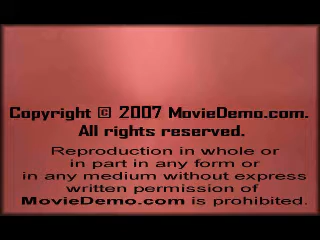 Copyright © 2007 MovieDemo.com.
All rights reserved.
Reproduction in whole or
in part in any form or
in any medium without express
written permission of
MovieDemo.com is prohibited.